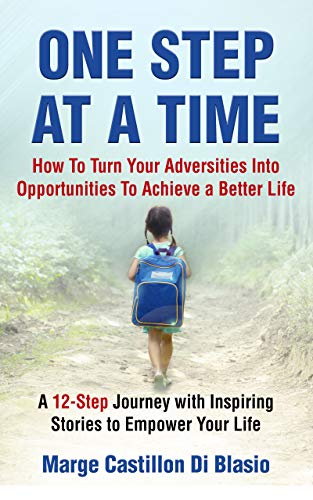 ONE STEP
AT A TIME
How To Turn Your Adversities Into
Opportunities To Achieve a Better Life
A 12-Step Journey with Inspiring
Stories to Empower Your Life
Marge Castillon Di Blasio